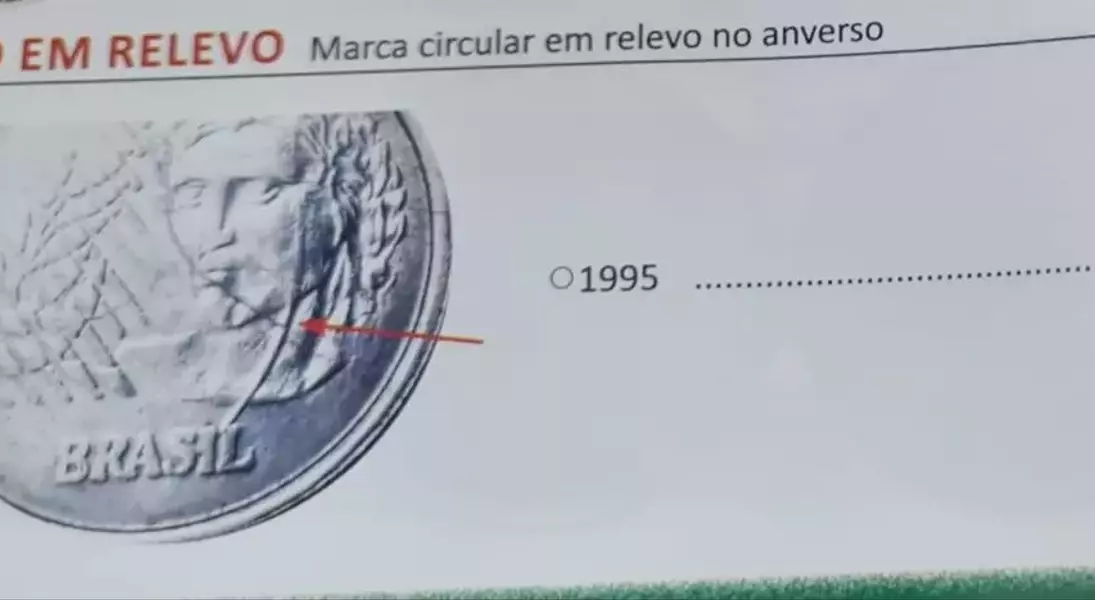 EM RELEVO Marca circular em relevo no anverso
1995 ........................................
BRASIL